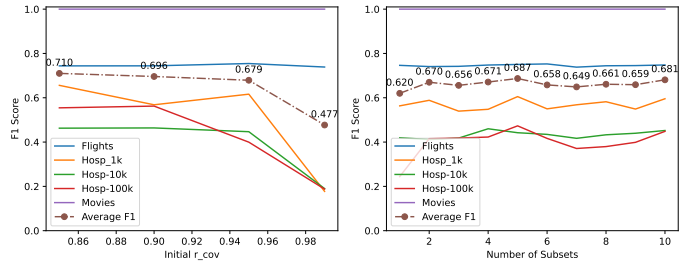 1.0
0.8
0.6
0.4
0.2
0.0
F1 Score
0.710
0.696
0.679
0.477
Flights
Hosp_1k
Hosp-10k
Hosp-100k
Movies
Average F1
0.86 0.88 0.90 0.92 0.94 0.96 0.98
Initial r_cov
1.0
0.8
0.6
0.4
0.2
0.0
F1 Score
0.620 0.670 0.656 0.671 0.687 0.658 0.649 0.661 0.659 0.681
Flights
Hosp_1k
Hosp-10k
Hosp-100k
Movies
Average F1
2 4 6 8 10
Number of Subsets